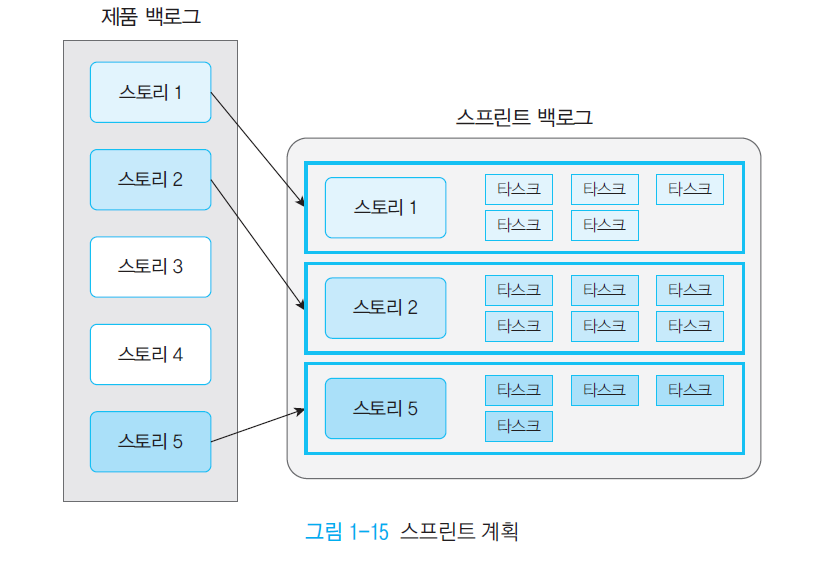 제품 백로그
스토리 1
스토리 2
스토리 3
스토리 4
스토리 5
스프린트 백로그
스토리 1
타스크 타스크 타스크
타스크 타스크
스토리 2
타스크 타스크 타스크
타스크 타스크 타스크
스토리 5
타스크 타스크 타스크
타스크
그림 1-15 스프린트 계획